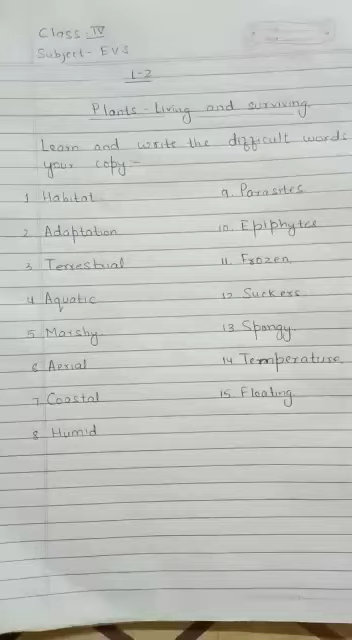 Class: IV
Subject- EVS
L-2
Plants - Living and surviving.
Learn and write the difficult words
your copy-
1 Habitat
2 Adaptation
3 Terrestrial
4 Aquatic
5 Marshy
6 Aerial
7 Coastal
8 Humid
9. Parasites
10. Epiphytes
11. Frozen
12 Suckers
13 Spongy
14 Temperature
15 Floating